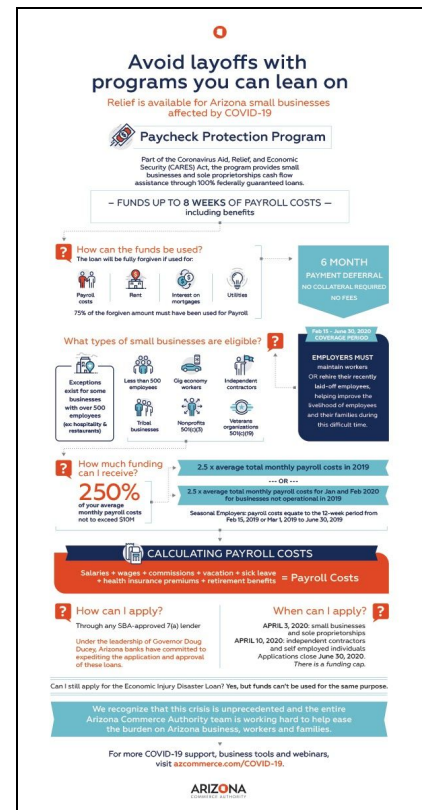 Avoid layoffs with
programs you can lean on
Relief is available for Arizona small businesses
affected by COVID-19
Paycheck Protection Program
Part of the Coronavirus Aid, Relief, and Economic
Security (CARES) Act, the program provides small
businesses and sole proprietorships cash flow
assistance through 100% federally guaranteed loans.
– FUNDS UP TO 8 WEEKS OF PAYROLL COSTS –
including benefits
? How can the funds be used?
The loan will be fully forgiven if used for:
Payroll
costs
Rent
Interest on
mortgages
Utilities
75% of the forgiven amount must have been used for Payroll
6 MONTH
PAYMENT DEFERRAL
NO COLLATERAL REQUIRED
NO FEES
What types of small businesses are eligible? ?
Exceptions
exist for some
businesses
with over 500
employees
(ex: hospitality &
restaurants)
Less than 500
employees
Gig economy
workers
Independent
contractors
Tribal
businesses
Nonprofits
501(c)(3)
Veterans
organizations
501(c)(19)
Feb 15 - June 30, 2020
COVERAGE PERIOD
EMPLOYERS MUST
maintain workers
OR rehire their recently
laid-off employees,
helping improve the
livelihood of employees
and their families during
this difficult time.
? How much funding
can I receive?
250%
of your average
monthly payroll costs
not to exceed $10M
2.5 x average total monthly payroll costs in 2019
--- OR ---
2.5 x average total monthly payroll costs for Jan and Feb 2020
for businesses not operational in 2019
Seasonal Employers: payroll costs equate to the 12-week period from
Feb 15, 2019 or Mar 1, 2019 to June 30, 2019
CALCULATING PAYROLL COSTS
Salaries + wages + commissions + vacation + sick leave
+ health insurance premiums + retirement benefits = Payroll Costs
? How can I apply?
Through any SBA-approved 7(a) lender
Under the leadership of Governor Doug
Ducey, Arizona banks have committed to
expediting the application and approval
of these loans.
When can I apply? ?
APRIL 3, 2020: small businesses
and sole proprietorships
APRIL 10, 2020: independent contractors
and self employed individuals
Applications close June 30, 2020.
There is a funding cap.
Can I still apply for the Economic Injury Disaster Loan? Yes, but funds can't be used for the same purpose.
We recognize that this crisis is unprecedented and the entire
Arizona Commerce Authority team is working hard to help ease
the burden on Arizona business, workers and families.
For more COVID-19 support, business tools and webinars,
visit azcommerce.com/COVID-19.
ARIZONA
COMMERCE AUTHORITY